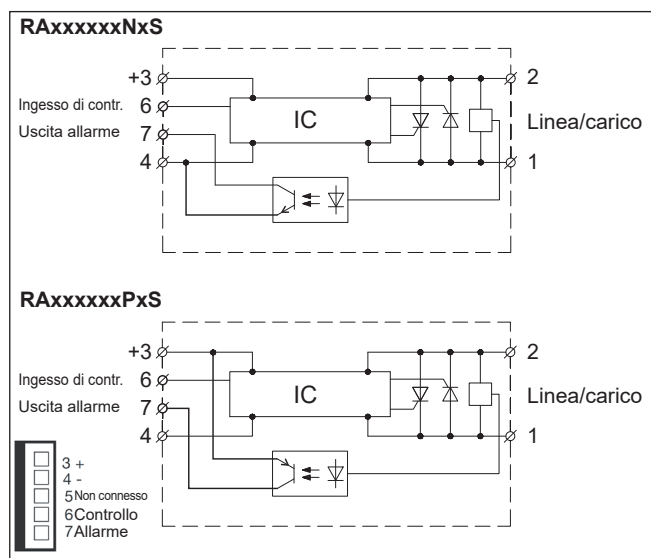 RAxxxxxxNxS
+3
2
Ingesso di contr. 6
IC
Linea/carico
Uscita allarme 7
4
1
RAxxxxxxPxS
+3
2
Ingesso di contr. 6
IC
Linea/carico
Uscita allarme 7
4
1
3 +
4 -
5 Non connesso
6 Controllo
7 Allarme